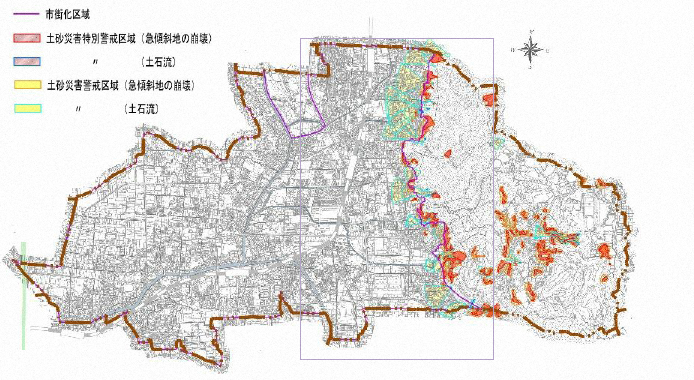 市街化区域
土砂災害特別警戒区域(急傾斜地の崩壊)
〃 (土石流)
土砂災害警戒区域(急傾斜地の崩壊)
〃 (土石流)